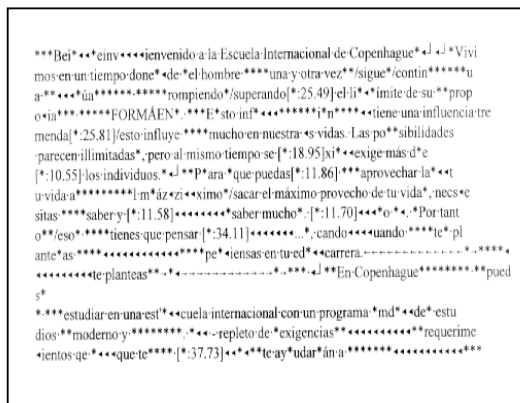 ***Bei*◂◂*einv◂◂◂◂ienvenido·a·la·Escuela·Internacional·de·Copenhague*◂┘·◂┘*Vivi
mos·en·un·tiempo·done*◂de·*el·hombre·****una·y·otra·vez**/sigue*/contin******u
a·**◂◂◂*úa******·*****rompiendo*/superando[*:25.49]·el·li*◂*ímite·de·su·**prop
o◂ia***·*****FORMÁEN*·***E*sto·inf*◂◂◂◂******i*n****◂◂tiene·una·influencia·tre
menda[*:25.81]/esto·influye·****mucho·en·nuestra·◂s·vidas.·Las·po**sibilidades
·parecen·illimitadas*,·pero·al·mismo·tiempo·se·[*:18.95]xi*◂◂exige·más·d*e
[*:10.55]·los·individuos.*◂┘**P*ara·*que·puedas[*:11.86]·***aprovechar·la*◂◂t
u·vida·a*********l·m*áz◂zi◂◂ximo*/sacar·el·máximo·provecho·de·tu·vida*,·necs◂e
sitas·****saber·y·[*:11.58]◂◂◂◂◂◂◂◂saber·mucho*·.[*:11.70]◂◂◂*o·*◂.·*Por·tant
o**/eso*·****tienes·que·pensar·[*:34.11]◂◂◂◂◂◂◂...*,·cando◂◂◂◂uando·****te*·pl
ante*as·◂◂◂◂◂◂◂◂◂◂◂◂◂****pe*◂iensas·en·tu·ed*◂◂carrera.-----------------*·-****◂
◂◂◂◂◂◂◂◂◂te·planteas**·-*◂--------------*·-***·◂┘**En·Copenhague********·**pued
s*
*·***estudiar·en·una·est'*◂◂cuela·internacional·con·un·programa·*md*◂◂de*·estu
dios·**moderno·y·********·.*◂◂·-repleto·de·*exigencias**◂◂◂◂◂◂◂◂◂◂**requerime
◂ientos·qe·*◂◂◂que·te****·[*:37.73]◂◂*◂**te·ay*udar*án·a·*******◂◂◂◂◂◂◂◂◂◂◂***